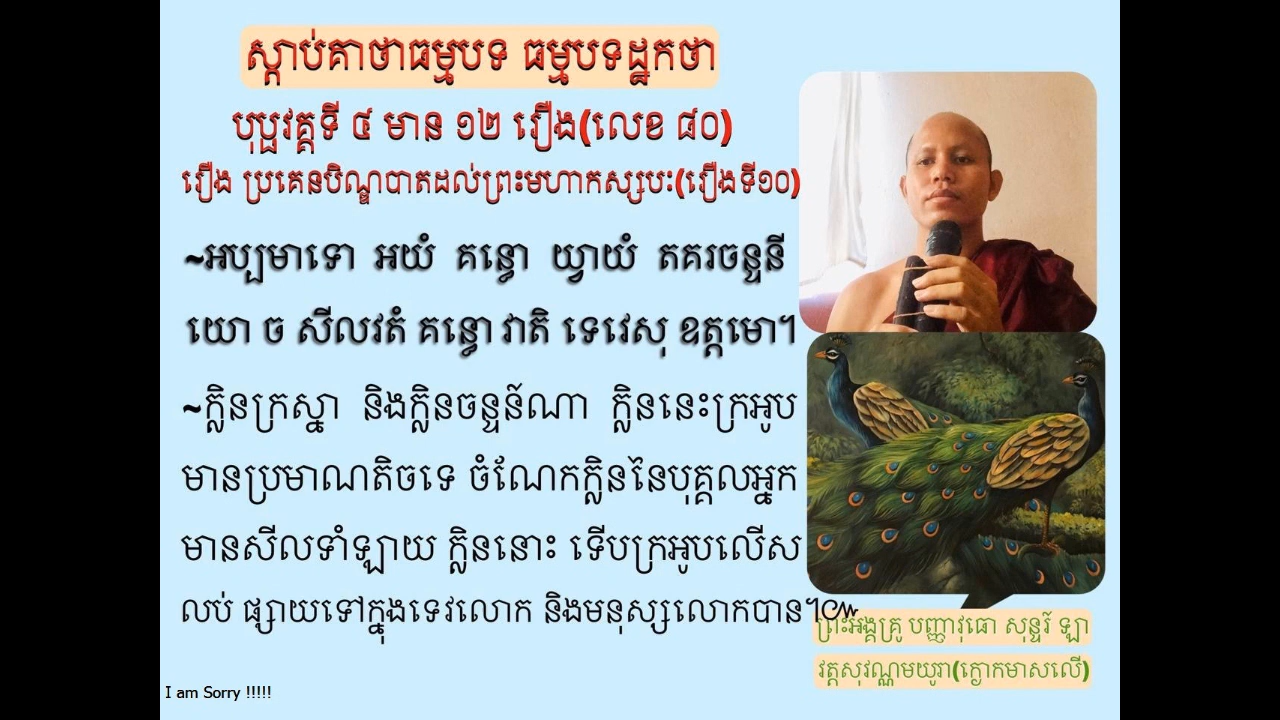 ស្ដាប់គាថាធម្មបទ ធម្មបទដ្ឋកថា
បុប្ផវគ្គទី ៤ មាន ១២ រឿង(លេខ ៨០)
រឿង ប្រគេនបិណ្ឌបាតដល់ព្រះមហាកស្សបៈ(រឿងទី១០)
~អប្បមាទោ អយំ គន្ធោ យ្វាយំ តគរចន្ទនី
យោ ច សីលវតំ គន្ធោ វាតិ ទេវេសុ ឧត្តមោ។
~ក្លិនក្រស្នា និងក្លិនចន្ទន៍ណា ក្លិននេះក្រអូប
មានប្រមាណតិចទេ ចំណែកក្លិននៃបុគ្គលអ្នក
មានសីលទាំឡាយ ក្លិននោះ ទើបក្រអូបលើស
លប់ ផ្សាយទៅក្នុងទេវលោក និងមនុស្សលោកបាន។
ព្រះអង្គគ្រូ បញ្ញាវុធោ សុន្ទរ៍ ឡា
វត្តសុវណ្ណមយូរា(ក្ងោកមាសលើ)
I am Sorry !!!!!